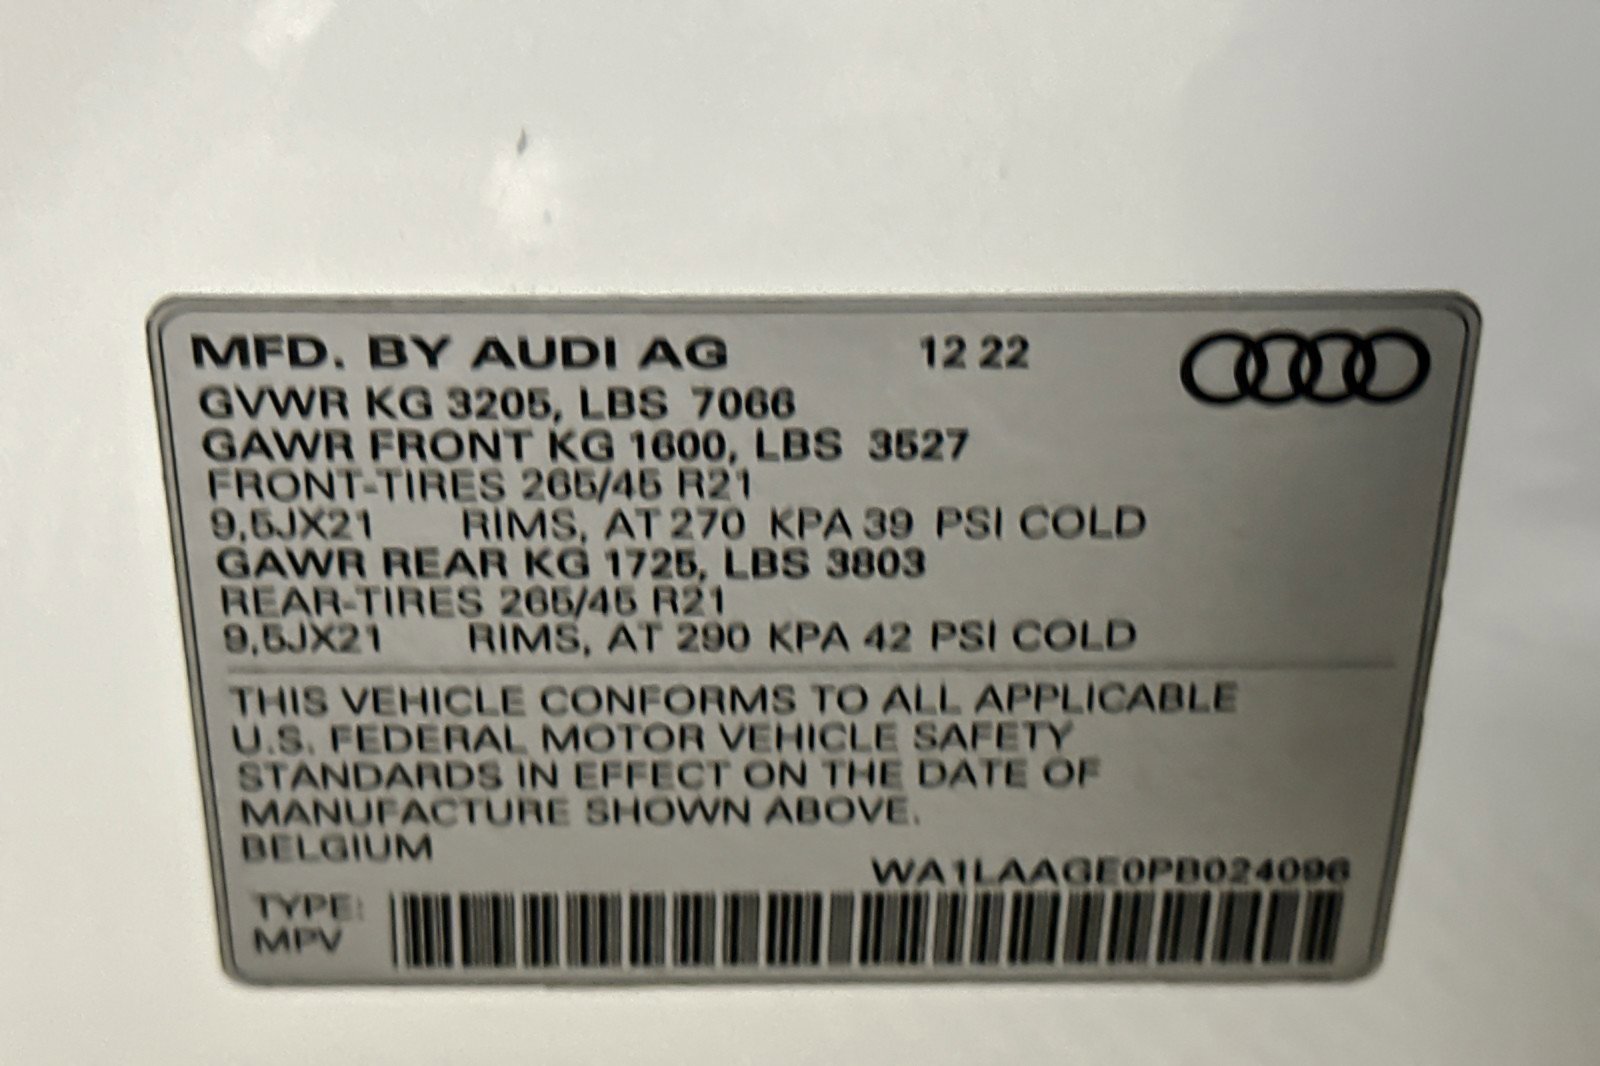 MFD. BY AUDI AG 12 22
GVWR KG 3205, LBS 7066
GAWR FRONT KG 1600, LBS 3527
FRONT-TIRES 265/45 R21
9,5JX21 RIMS, AT 270 KPA 39 PSI COLD
GAWR REAR KG 1725, LBS 3803
REAR-TIRES 265/45 R21
9,5JX21 RIMS, AT 290 KPA 42 PSI COLD
THIS VEHICLE CONFORMS TO ALL APPLICABLE
U.S. FEDERAL MOTOR VEHICLE SAFETY
STANDARDS IN EFFECT ON THE DATE OF
MANUFACTURE SHOWN ABOVE.
BELGIUM
WA1LAAGE0PB024096
TYPE:
MPV